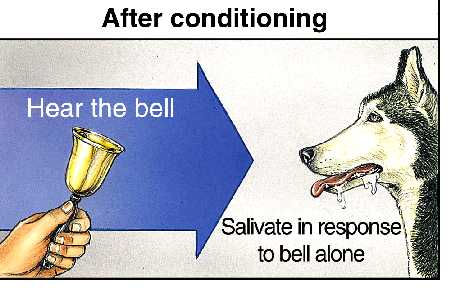 After conditioning
Hear the bell
Salivate in response
to bell alone